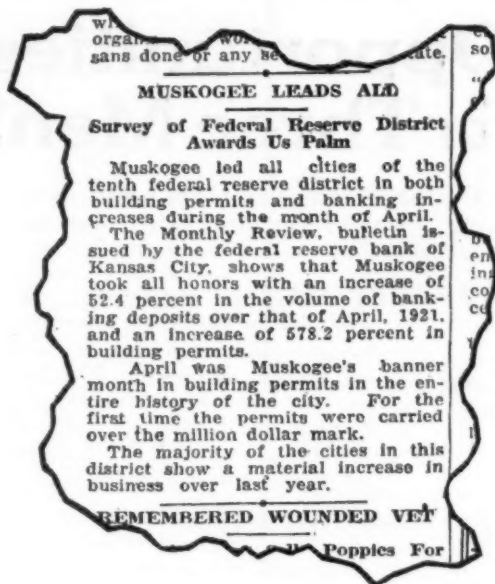 organ
sans done or any se tate.
MUSKOGEE LEADS ALL
Survey of Federal Reserve District
Awards Us Palm
Muskogee led all cities of the
tenth federal reserve district in both
building permits and banking in-
creases during the month of April.
The Monthly Review, bulletin is-
sued by the federal reserve bank of
Kansas City, shows that Muskogee
took all honors with an increase of
52.4 percent in the volume of bank-
ing deposits over that of April, 1921,
and an increase of 578.2 percent in
building permits.
April was Muskogee's banner
month in building permits in the en-
tire history of the city. For the
first time the permits were carried
over the million dollar mark.
The majority of the cities in this
district show a material increase in
business over last year.
REMEMBERED WOUNDED VET
Poppies For